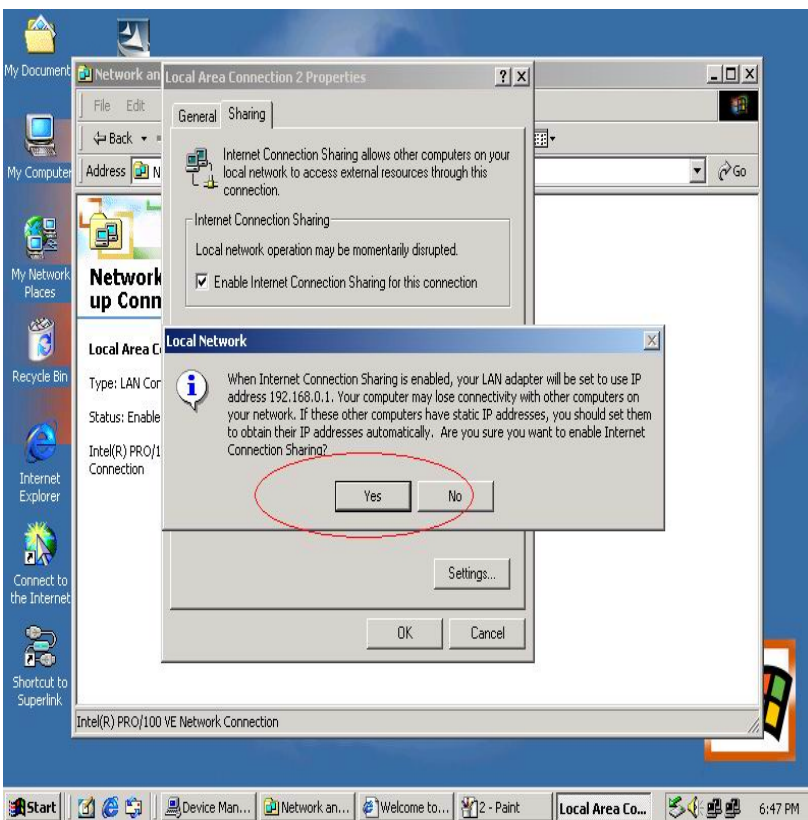 My Document
My Computer
My Network
Places
Recycle Bin
Internet
Explorer
Connect to
the Internet
Shortcut to
Superlink
Network an
File Edit
Back
Address N
Go
Network
up Conn
Local Area C
Type: LAN Con
Status: Enable
Intel(R) PRO/1
Connection
Intel(R) PRO/100 VE Network Connection
Local Area Connection 2 Properties
General Sharing
Internet Connection Sharing allows other computers on your
local network to access external resources through this
connection.
Internet Connection Sharing
Local network operation may be momentarily disrupted.
Enable Internet Connection Sharing for this connection
Settings...
OK Cancel
Local Network
When Internet Connection Sharing is enabled, your LAN adapter will be set to use IP
address 192.168.0.1. Your computer may lose connectivity with other computers on
your network. If these other computers have static IP addresses, you should set them
to obtain their IP addresses automatically. Are you sure you want to enable Internet
Connection Sharing?
Yes No
Start Device Man... Network an... Welcome to... 2 - Paint Local Area Co... 6:47 PM